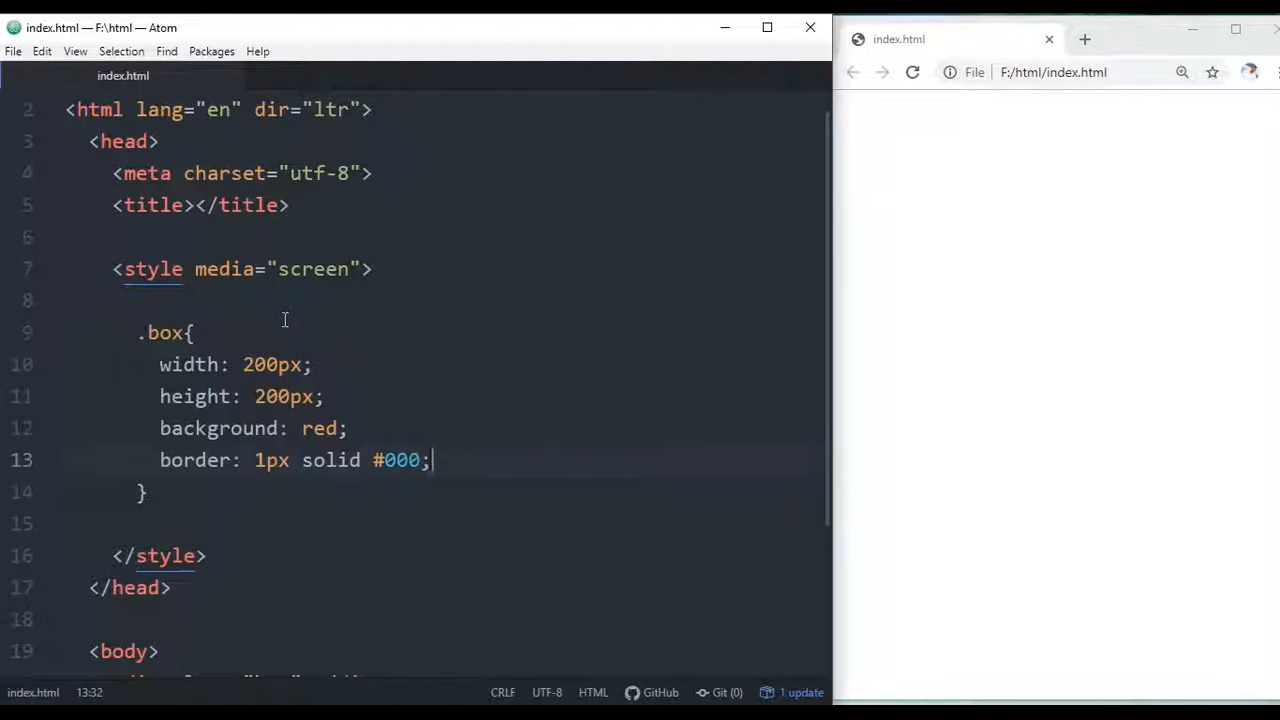 index.html — F:\html — Atom
File Edit View Selection Find Packages Help
index.html
2 <html lang="en" dir="ltr">
3 <head>
4 <meta charset="utf-8">
5 <title></title>
6
7 <style media="screen">
8
9 .box{
10 width: 200px;
11 height: 200px;
12 background: red;
13 border: 1px solid #000;
14 }
15
16 </style>
17 </head>
18
19 <body>
index.html 13:32 CRLF UTF-8 HTML GitHub Git (0) 1 update
index.html
File F:/html/index.html